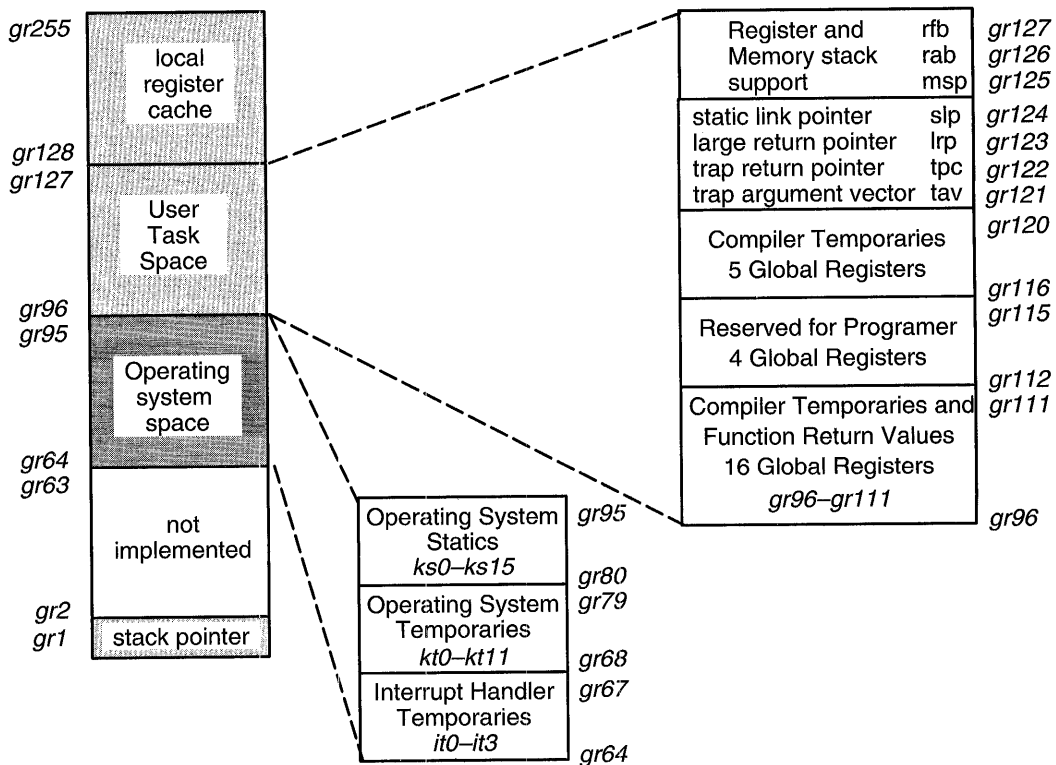 gr255
local
register
cache
gr128
gr127
User
Task
Space
gr96
gr95
Operating
system
space
gr64
gr63
not
implemented
gr2
gr1
stack pointer
Register and rfb gr127
Memory stack rab gr126
support msp gr125
static link pointer slp gr124
large return pointer lrp gr123
trap return pointer tpc gr122
trap argument vector tav gr121
gr120
Compiler Temporaries
5 Global Registers
gr116
gr115
Reserved for Programer
4 Global Registers
gr112
Compiler Temporaries and gr111
Function Return Values
16 Global Registers
gr96–gr111
gr96
Operating System gr95
Statics
ks0–ks15
gr80
Operating System gr79
Temporaries
kt0–kt11 gr68
Interrupt Handler gr67
Temporaries
it0–it3
gr64